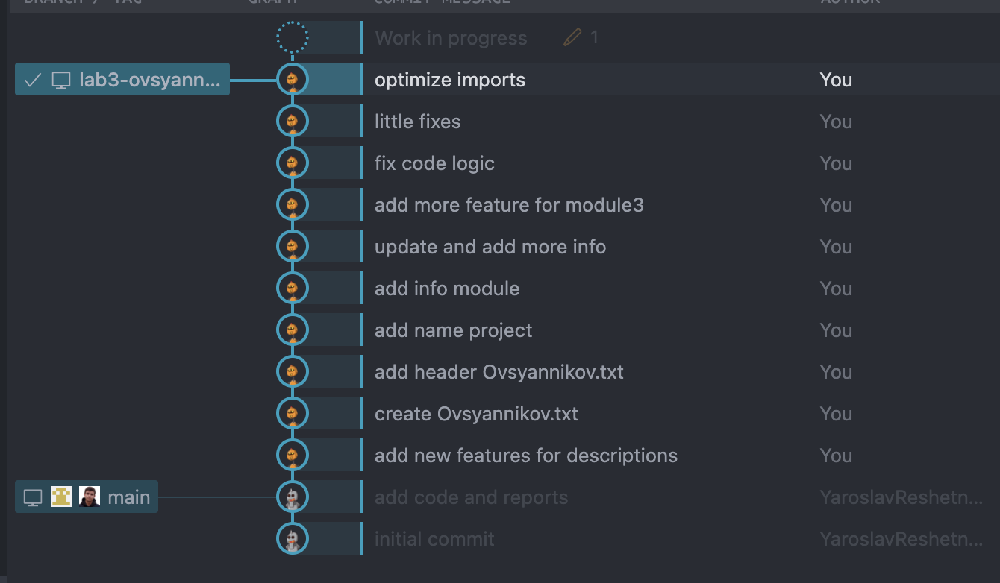 BRANCH / TAG GRAPH COMMIT MESSAGE AUTHOR
Work in progress 1
lab3-ovsyann... optimize imports You
little fixes You
fix code logic You
add more feature for module3 You
update and add more info You
add info module You
add name project You
add header Ovsyannikov.txt You
create Ovsyannikov.txt You
add new features for descriptions You
main add code and reports YaroslavReshetn...
initial commit YaroslavReshetn...